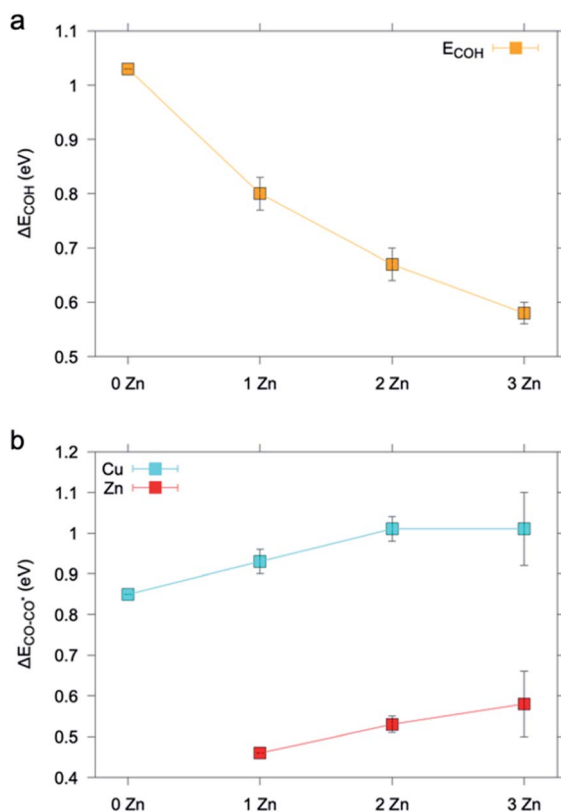 a
E_COH
1.1
1
0.9
0.8
0.7
0.6
0.5
ΔE_COH (eV)
0 Zn 1 Zn 2 Zn 3 Zn
b
Cu
Zn
1.2
1.1
1
0.9
0.8
0.7
0.6
0.5
0.4
ΔE_CO-CO* (eV)
0 Zn 1 Zn 2 Zn 3 Zn